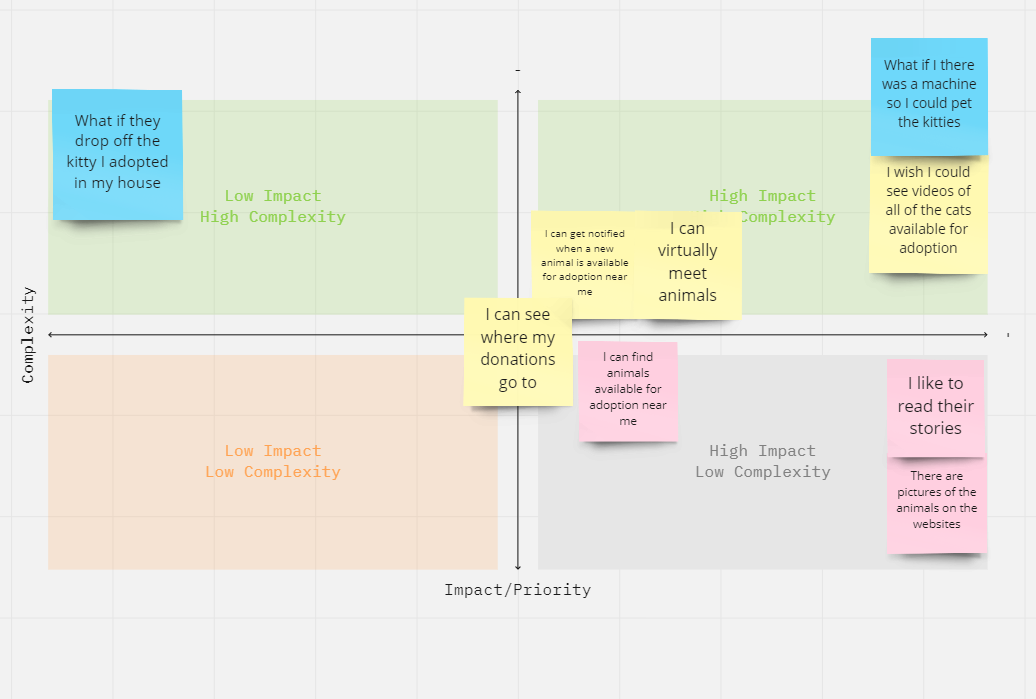 What if they
drop off the
kitty I adopted
in my house
What if I there
was a machine
so I could pet
the kitties
I wish I could
see videos of
all of the cats
available for
adoption
Low Impact
High Complexity
High Impact
Complexity
I can get notified
when a new
animal is available
for adoption near
me
I can
virtually
meet
animals
Complexity
I can see
where my
donations
go to
I can find
animals
available for
adoption near
me
I like to
read their
stories
There are
pictures of the
animals on the
websites
Low Impact
Low Complexity
High Impact
Low Complexity
Impact/Priority